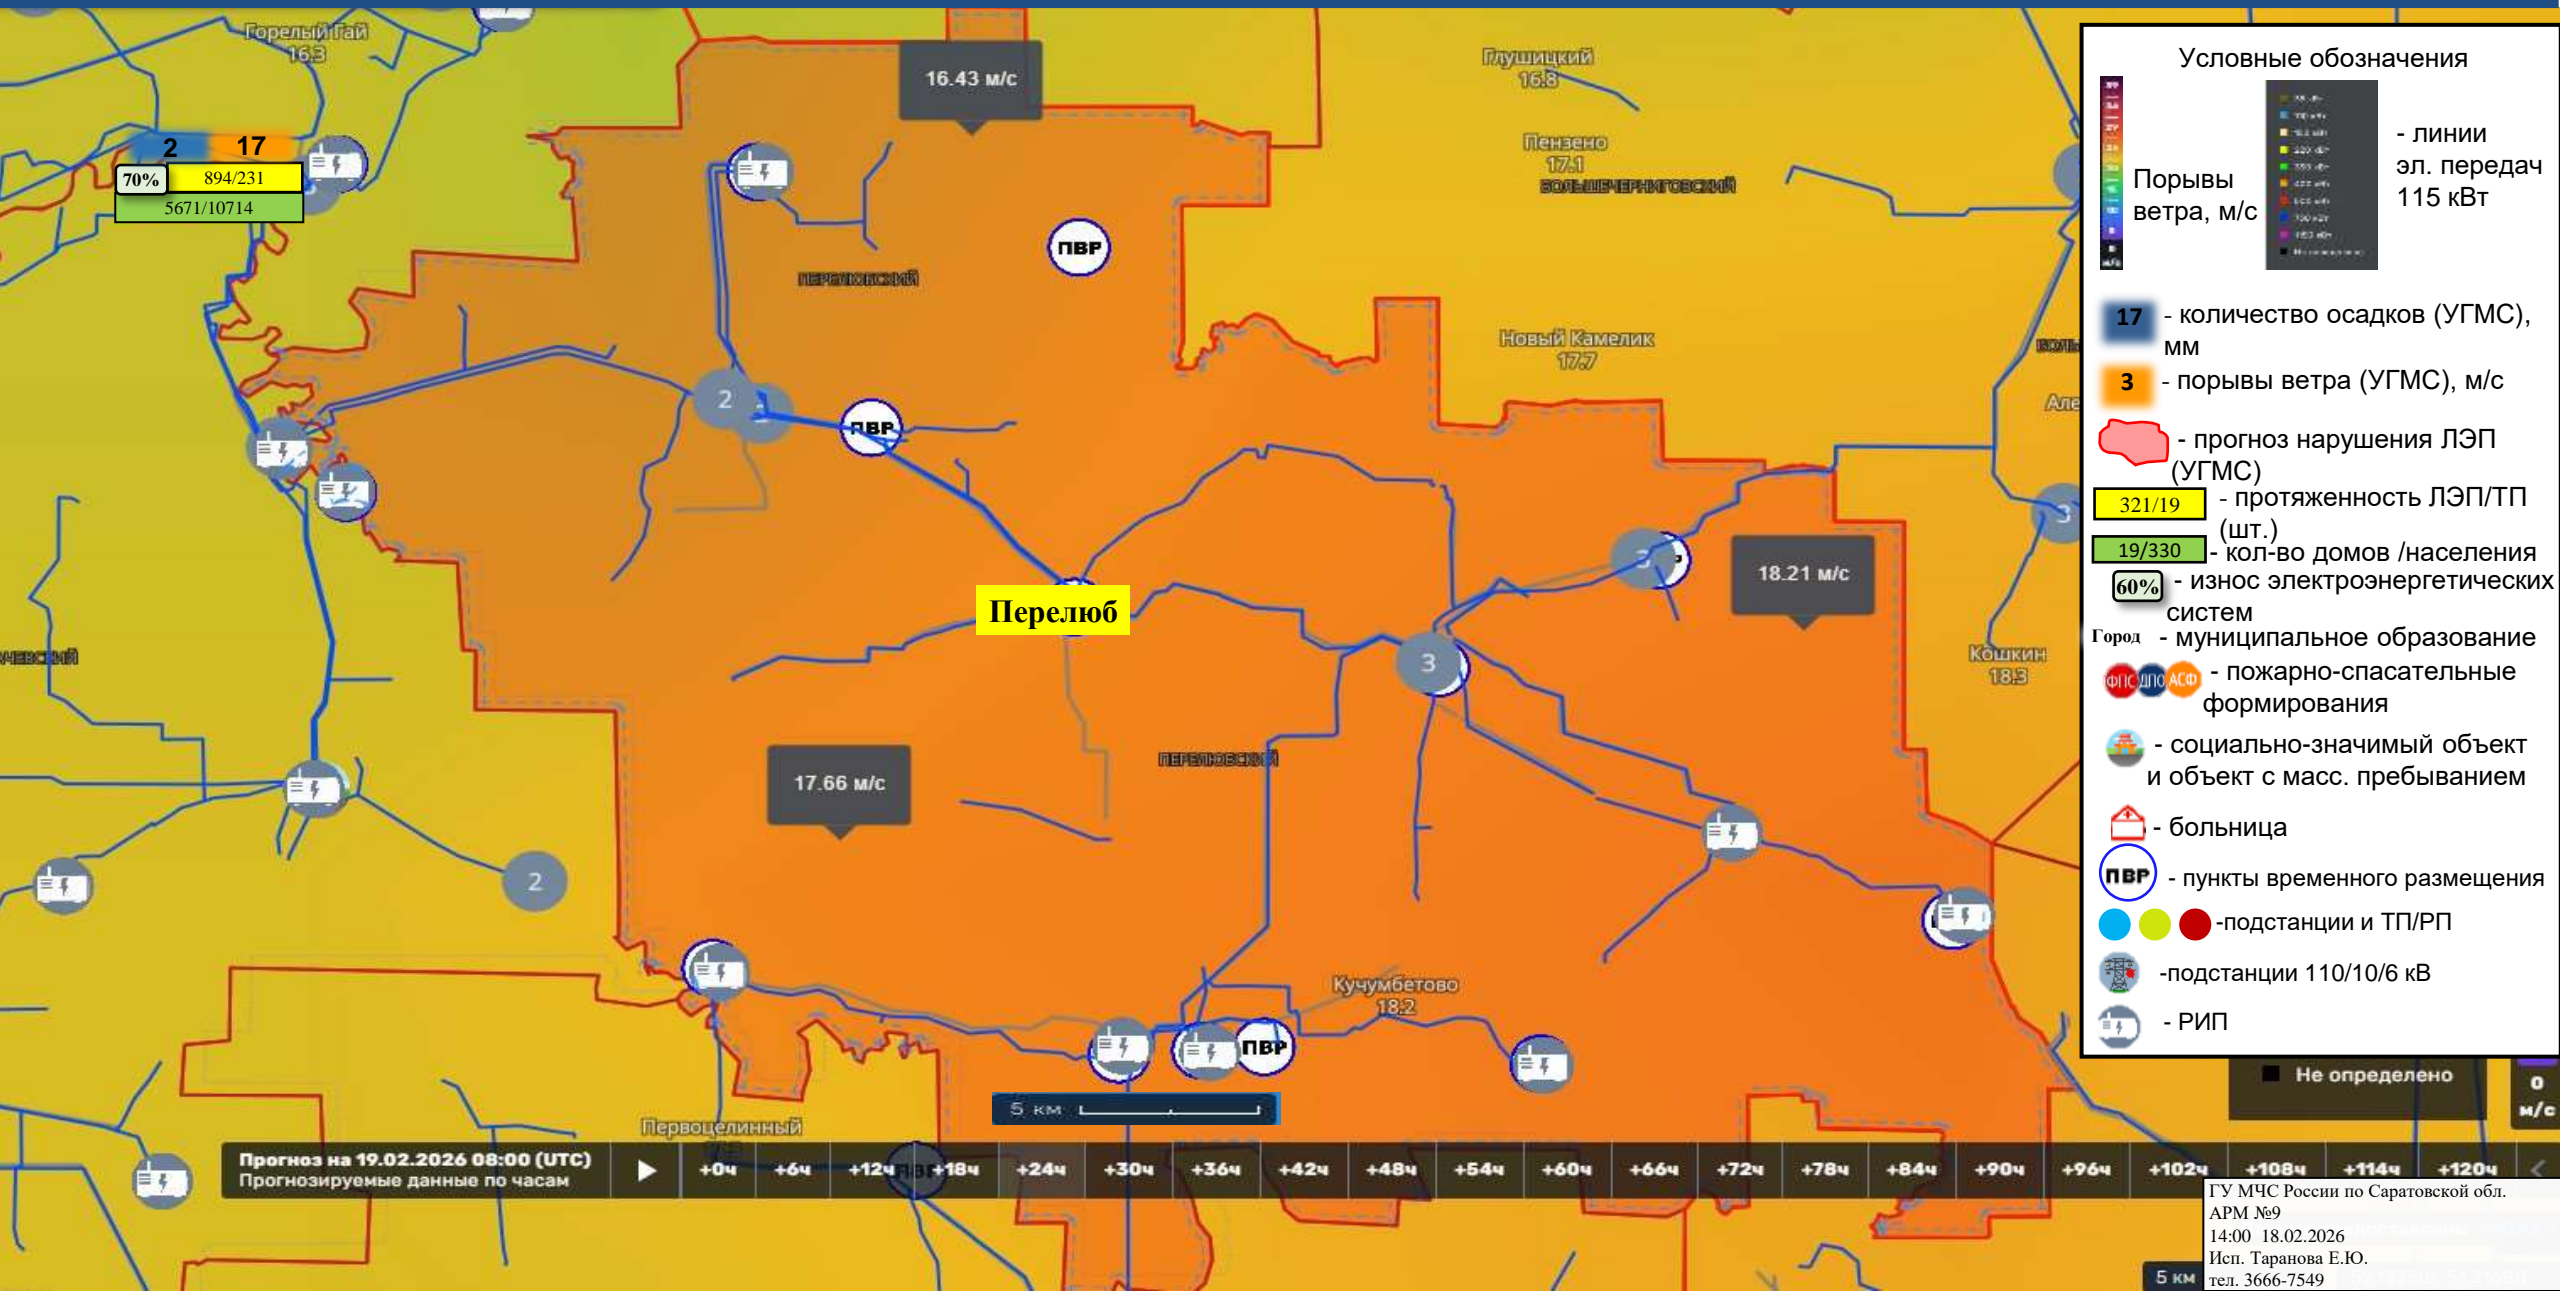 Горелый Гай
16.3
16.43 м/с
Глушицкий
16.8
Пензено
17.1
БОЛЬШЕЧЕРНИГОВСКИЙ
2 17
70% 894/231
5671/10714
ПВР
ПЕРЕЛЮБСКИЙ
Новый Камелик
17.7
2
ПВР
3
3
18.21 м/с
Перелюб
3
Кошкин
18.3
ПЕРЕЛЮБСКИЙ
17.66 м/с
2
Кучумбетово
18.2
ПВР
5 км
Первоцелинный
Прогноз на 19.02.2026 08:00 (UTC)
Прогнозируемые данные по часам
+0ч +6ч +12ч +18ч +24ч +30ч +36ч +42ч +48ч +54ч +60ч +66ч +72ч +78ч +84ч +90ч +96ч +102ч +108ч +114ч +120ч
Условные обозначения
Порывы
ветра, м/с
- линии
эл. передач
115 кВт
17 - количество осадков (УГМС),
мм
3 - порывы ветра (УГМС), м/с
- прогноз нарушения ЛЭП
(УГМС)
321/19 - протяженность ЛЭП/ТП
(шт.)
19/330 - кол-во домов /населения
60% - износ электроэнергетических
систем
Город - муниципальное образование
ФПС ДПО АСФ - пожарно-спасательные
формирования
- социально-значимый объект
и объект с масс. пребыванием
- больница
ПВР - пункты временного размещения
-подстанции и ТП/РП
-подстанции 110/10/6 кВ
- РИП
Не определено
0
м/с
5 км
ГУ МЧС России по Саратовской обл.
АРМ №9
14:00 18.02.2026
Исп. Таранова Е.Ю.
тел. 3666-7549